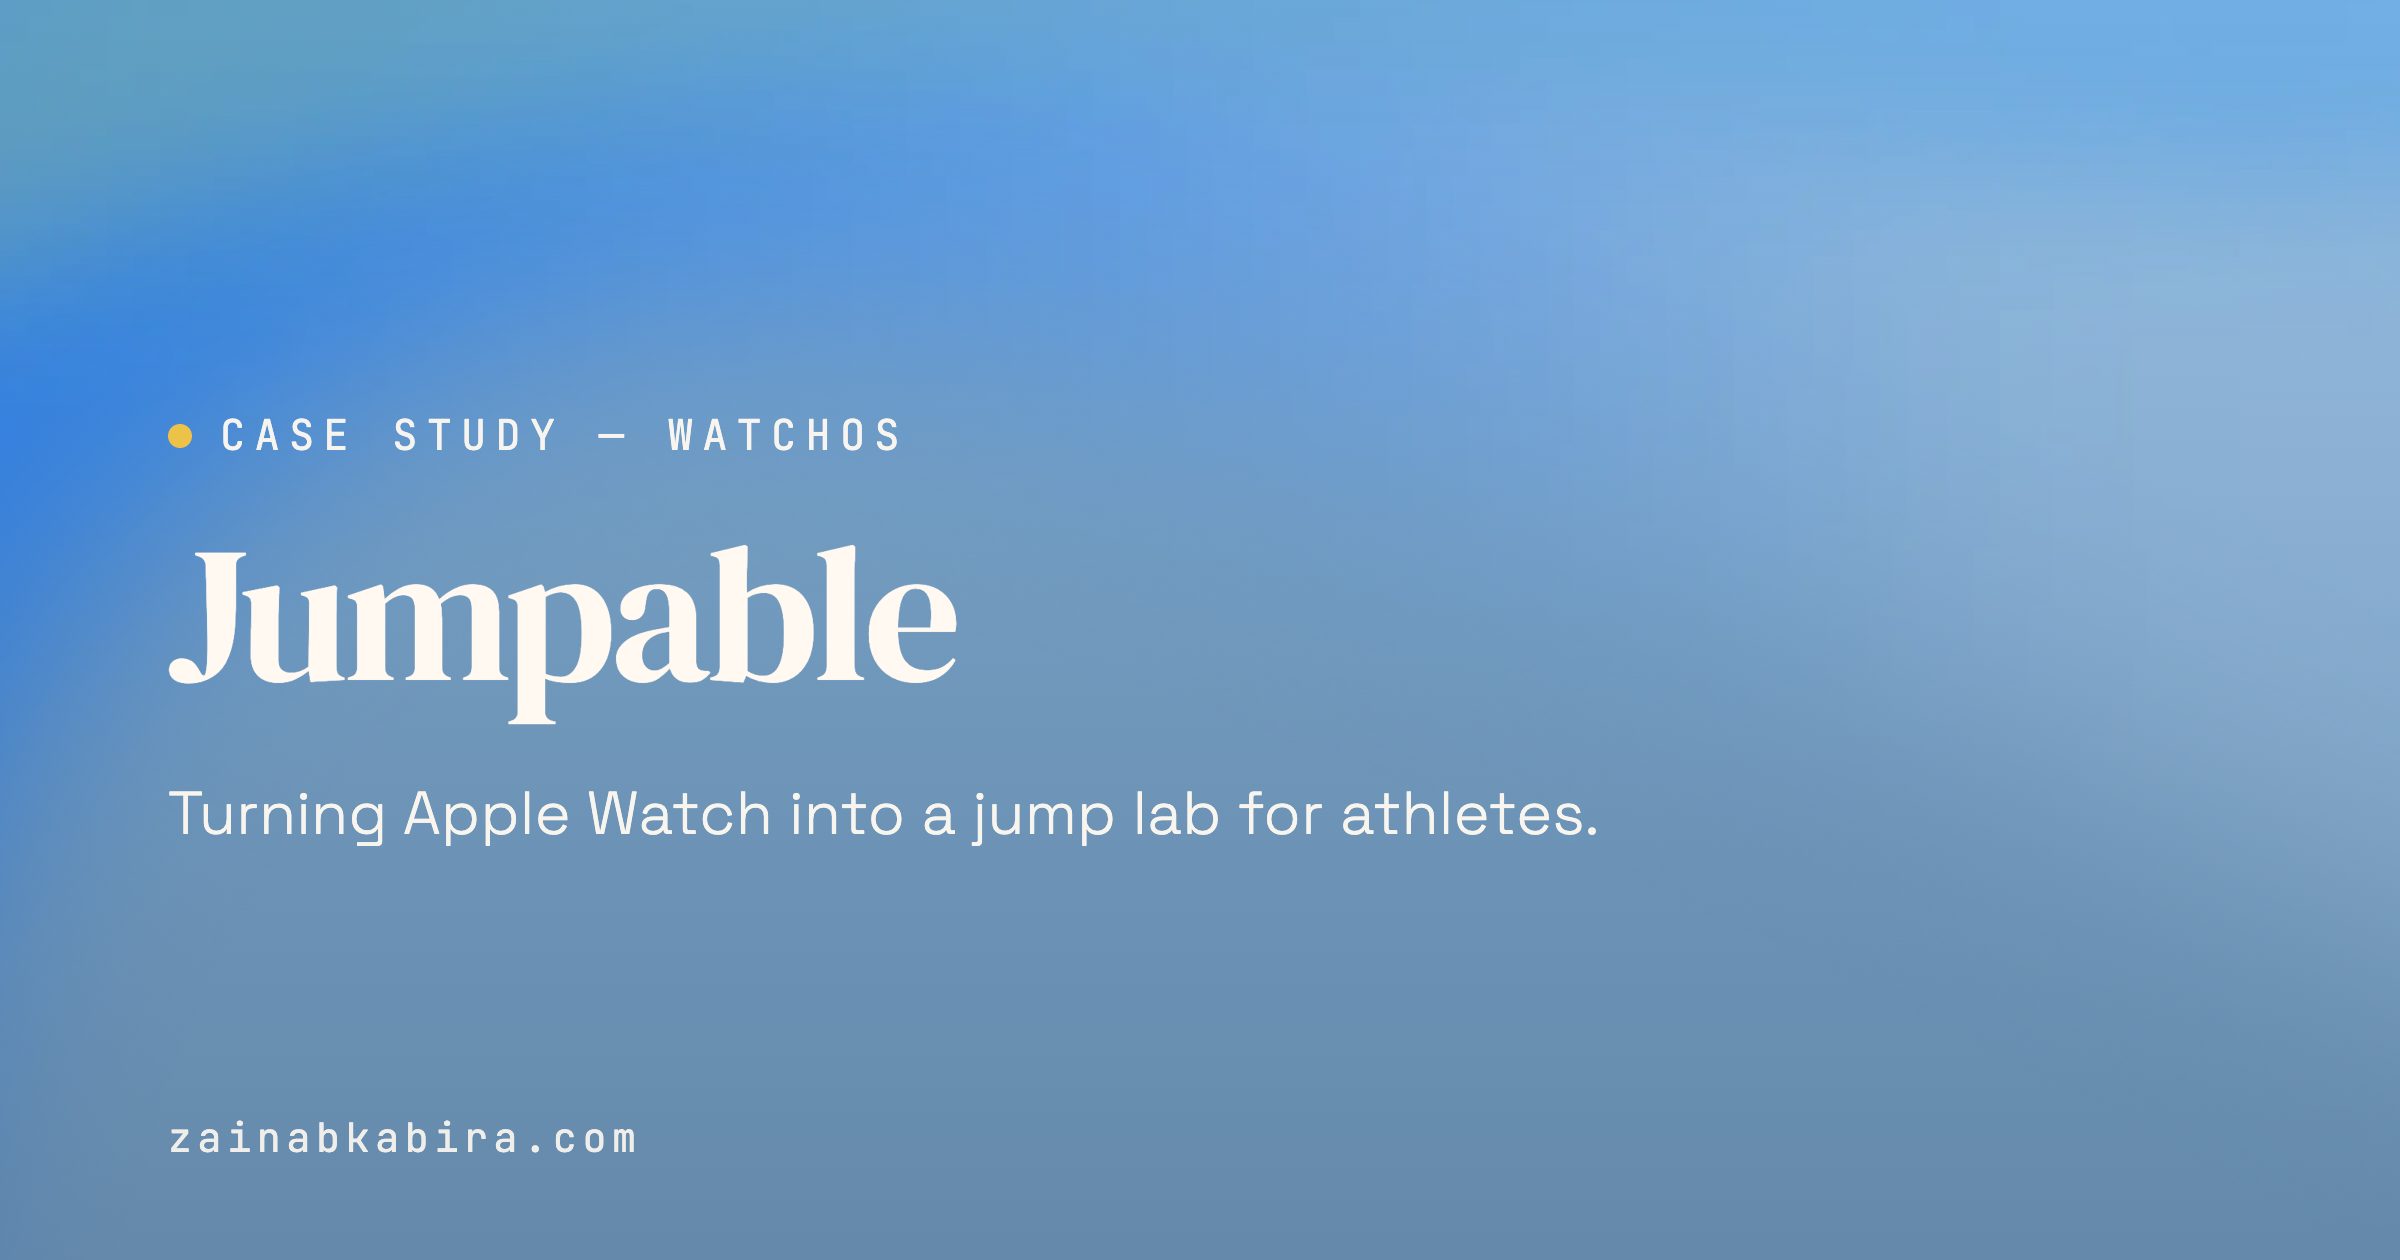 CASE STUDY — WATCHOS
Jumpable
Turning Apple Watch into a jump lab for athletes.
zainabkabira.com